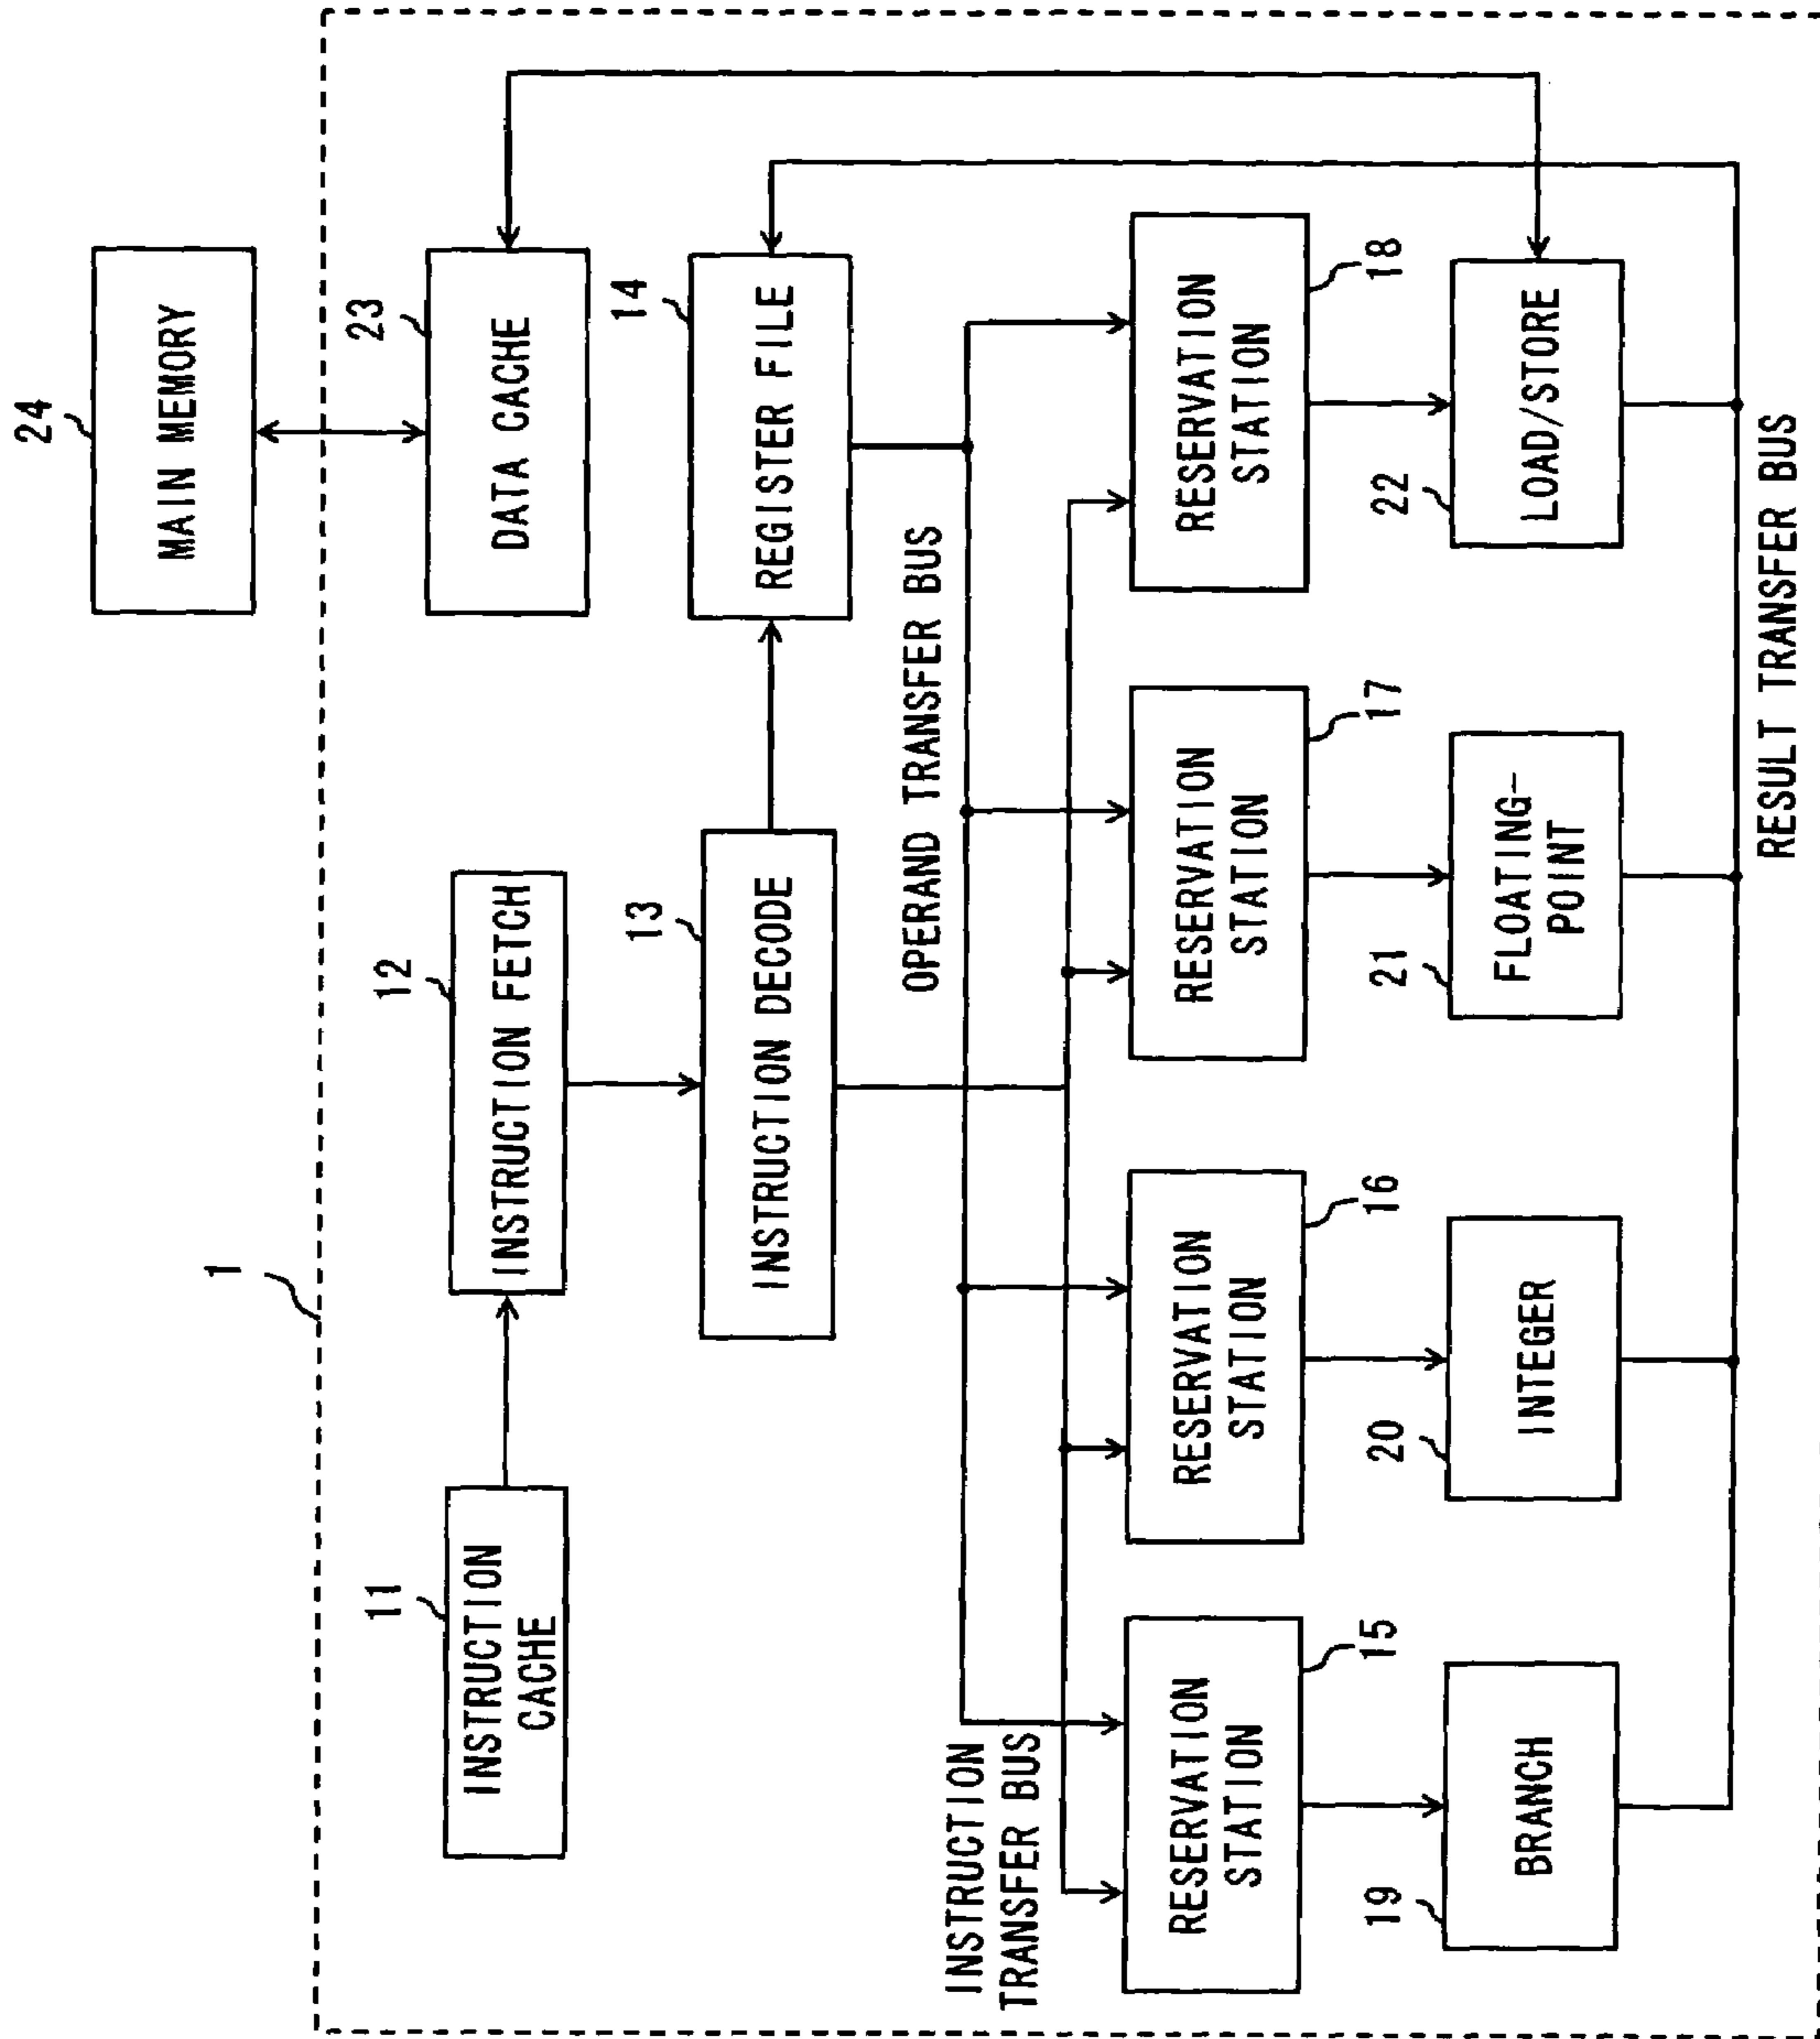 24
MAIN MEMORY
1
11
INSTRUCTION
CACHE
12
INSTRUCTION FETCH
23
DATA CACHE
13
INSTRUCTION DECODE
14
REGISTER FILE
OPERAND TRANSFER BUS
INSTRUCTION
TRANSFER BUS
RESERVATION
STATION
15
RESERVATION
STATION
16
RESERVATION
STATION
17
RESERVATION
STATION
18
19
BRANCH
20
INTEGER
21
FLOATING-
POINT
22
LOAD/STORE
RESULT TRANSFER BUS